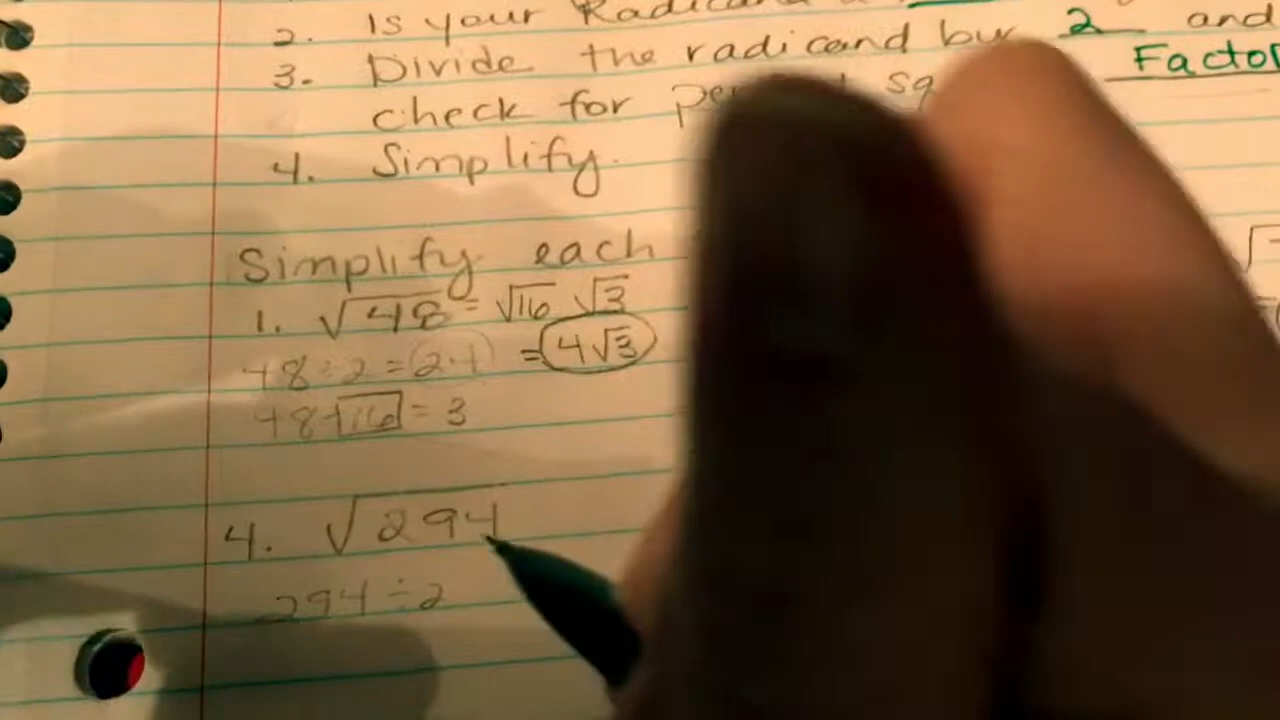 2. Is your
3. Divide the radicand by 2 and
check for Factor
4. Simplify.
Simplify each
1. √48 = √16 √3
48÷2=(24) = 4√3
48÷16 = 3
4. √294
294÷2